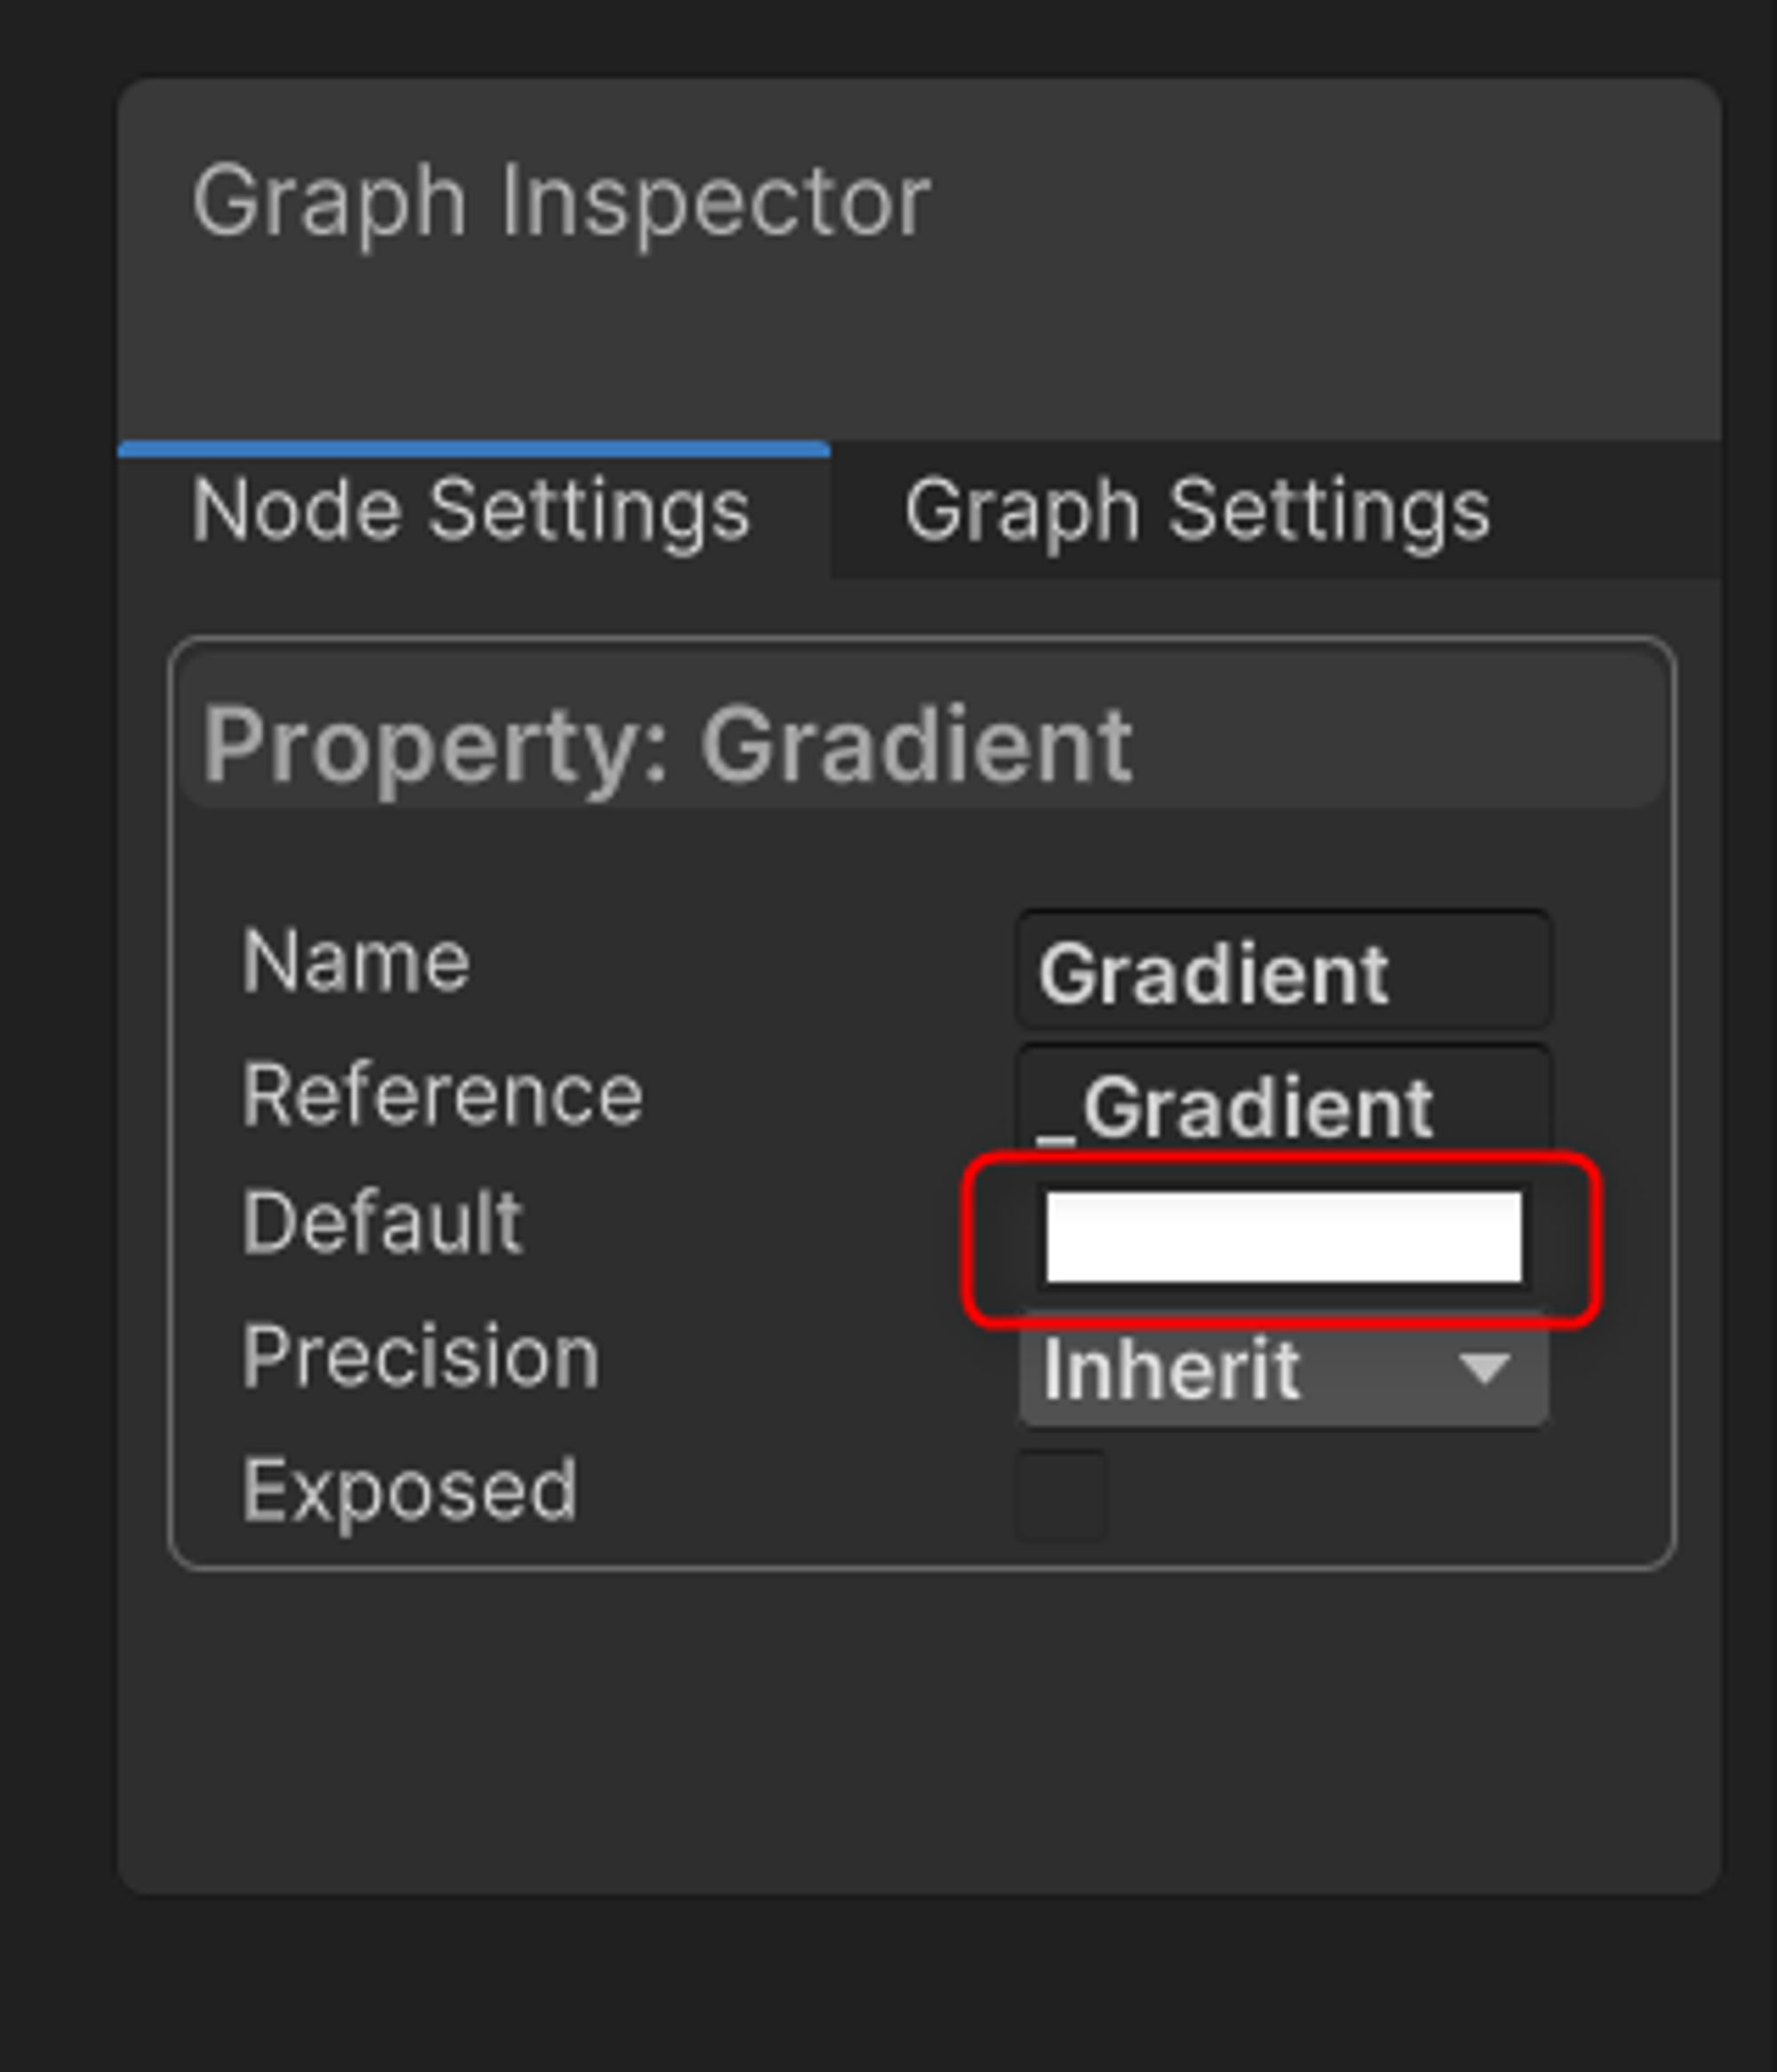 Graph Inspector
Node Settings Graph Settings
Property: Gradient
Name Gradient
Reference _Gradient
Default
Precision Inherit
Exposed